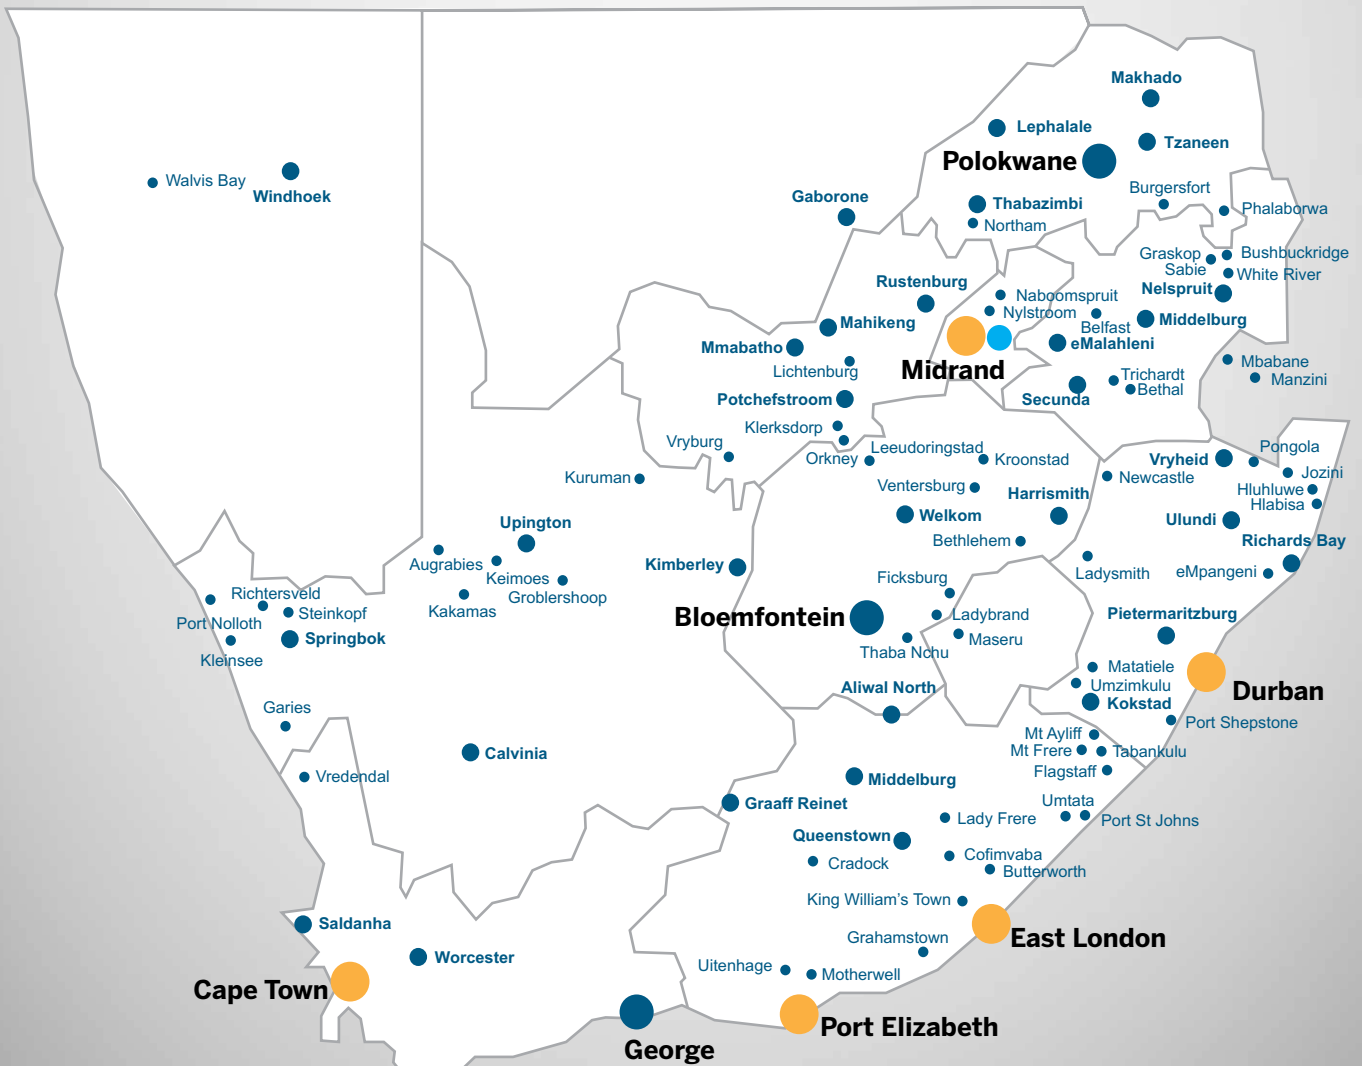 Makhado
Lephalale
Tzaneen
Polokwane
Walvis Bay
Windhoek
Gaborone
Burgersfort
Thabazimbi
Phalaborwa
Northam
Graskop
Bushbuckridge
Sabie
White River
Rustenburg
Nelspruit
Naboomspruit
Nylstroom
Mahikeng
Belfast
Middelburg
Mmabatho
eMalahleni
Lichtenburg
Midrand
Mbabane
Manzini
Trichardt
Bethal
Potchefstroom
Secunda
Klerksdorp
Vryburg
Leeudoringstad
Orkney
Kroonstad
Vryheid
Pongola
Kuruman
Newcastle
Jozini
Ventersburg
Harrismith
Hluhluwe
Hlabisa
Upington
Welkom
Ulundi
Bethlehem
Richards Bay
Augrabies
Kimberley
Keimoes
Ladysmith
eMpangeni
Groblershoop
Ficksburg
Richtersveld
Kakamas
Steinkopf
Port Nolloth
Bloemfontein
Ladybrand
Pietermaritzburg
Springbok
Maseru
Thaba Nchu
Kleinsee
Matatiele
Umzimkulu
Aliwal North
Durban
Kokstad
Garies
Port Shepstone
Mt Ayliff
Mt Frere
Tabankulu
Calvinia
Flagstaff
Vredendal
Middelburg
Graaff Reinet
Umtata
Lady Frere
Port St Johns
Queenstown
Cofimvaba
Cradock
Butterworth
King William's Town
Saldanha
East London
Grahamstown
Worcester
Uitenhage
Motherwell
Cape Town
Port Elizabeth
George